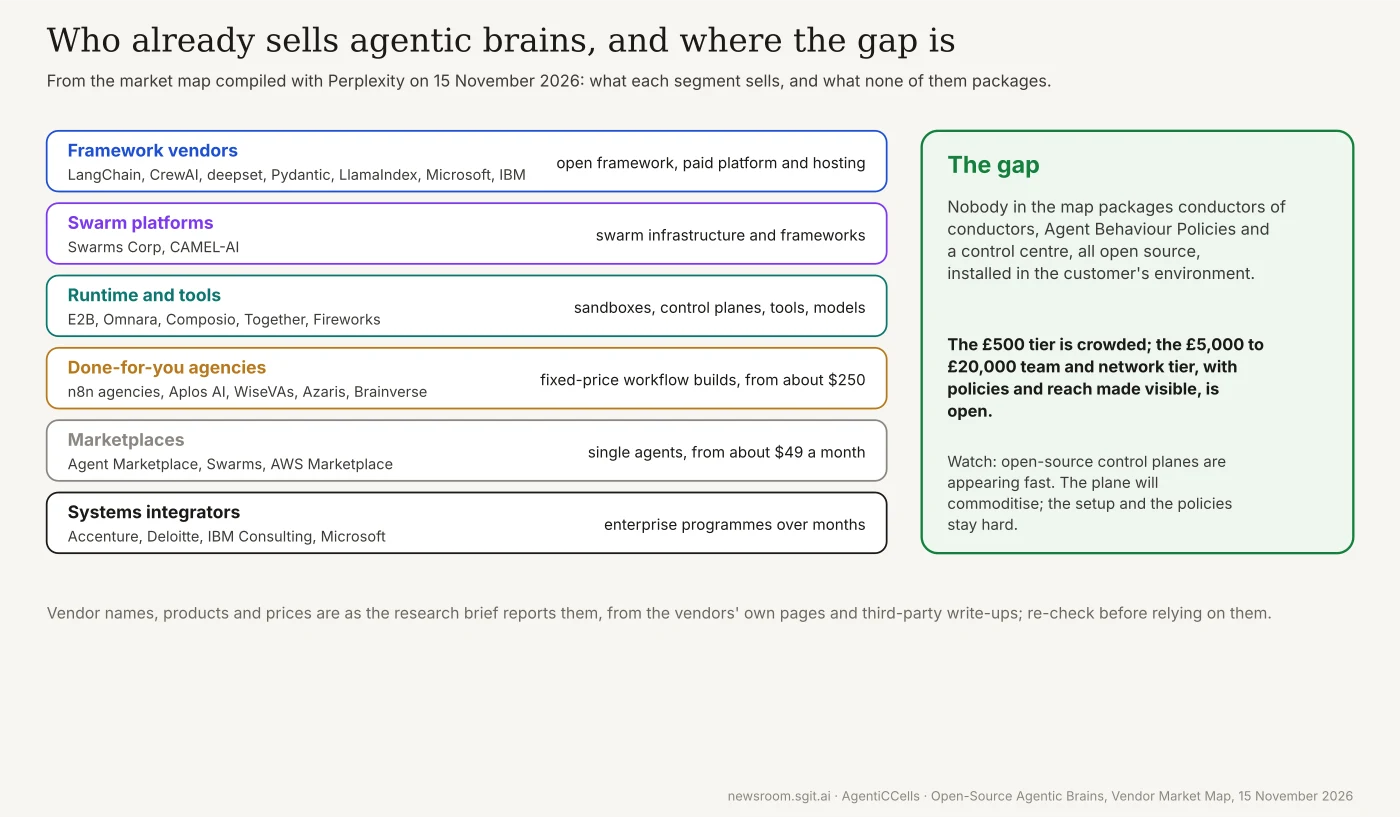 Who already sells agentic brains, and where the gap is
From the market map compiled with Perplexity on 15 November 2026: what each segment sells, and what none of them packages.
Framework vendors
LangChain, CrewAI, deepset, Pydantic, LlamaIndex, Microsoft, IBM
open framework, paid platform and hosting
Swarm platforms
Swarms Corp, CAMEL-AI
swarm infrastructure and frameworks
Runtime and tools
E2B, Omnara, Composio, Together, Fireworks
sandboxes, control planes, tools, models
Done-for-you agencies
n8n agencies, Aplos AI, WiseVAs, Azaris, Brainverse
fixed-price workflow builds, from about $250
Marketplaces
Agent Marketplace, Swarms, AWS Marketplace
single agents, from about $49 a month
Systems integrators
Accenture, Deloitte, IBM Consulting, Microsoft
enterprise programmes over months
The gap
Nobody in the map packages conductors of
conductors, Agent Behaviour Policies and
a control centre, all open source,
installed in the customer's environment.
The £500 tier is crowded; the £5,000 to
£20,000 team and network tier, with
policies and reach made visible, is
open.
Watch: open-source control planes are
appearing fast. The plane will
commoditise; the setup and the policies
stay hard.
Vendor names, products and prices are as the research brief reports them, from the vendors' own pages and third-party write-ups; re-check before relying on them.
newsroom.sgit.ai · AgentiCCells · Open-Source Agentic Brains, Vendor Market Map, 15 November 2026